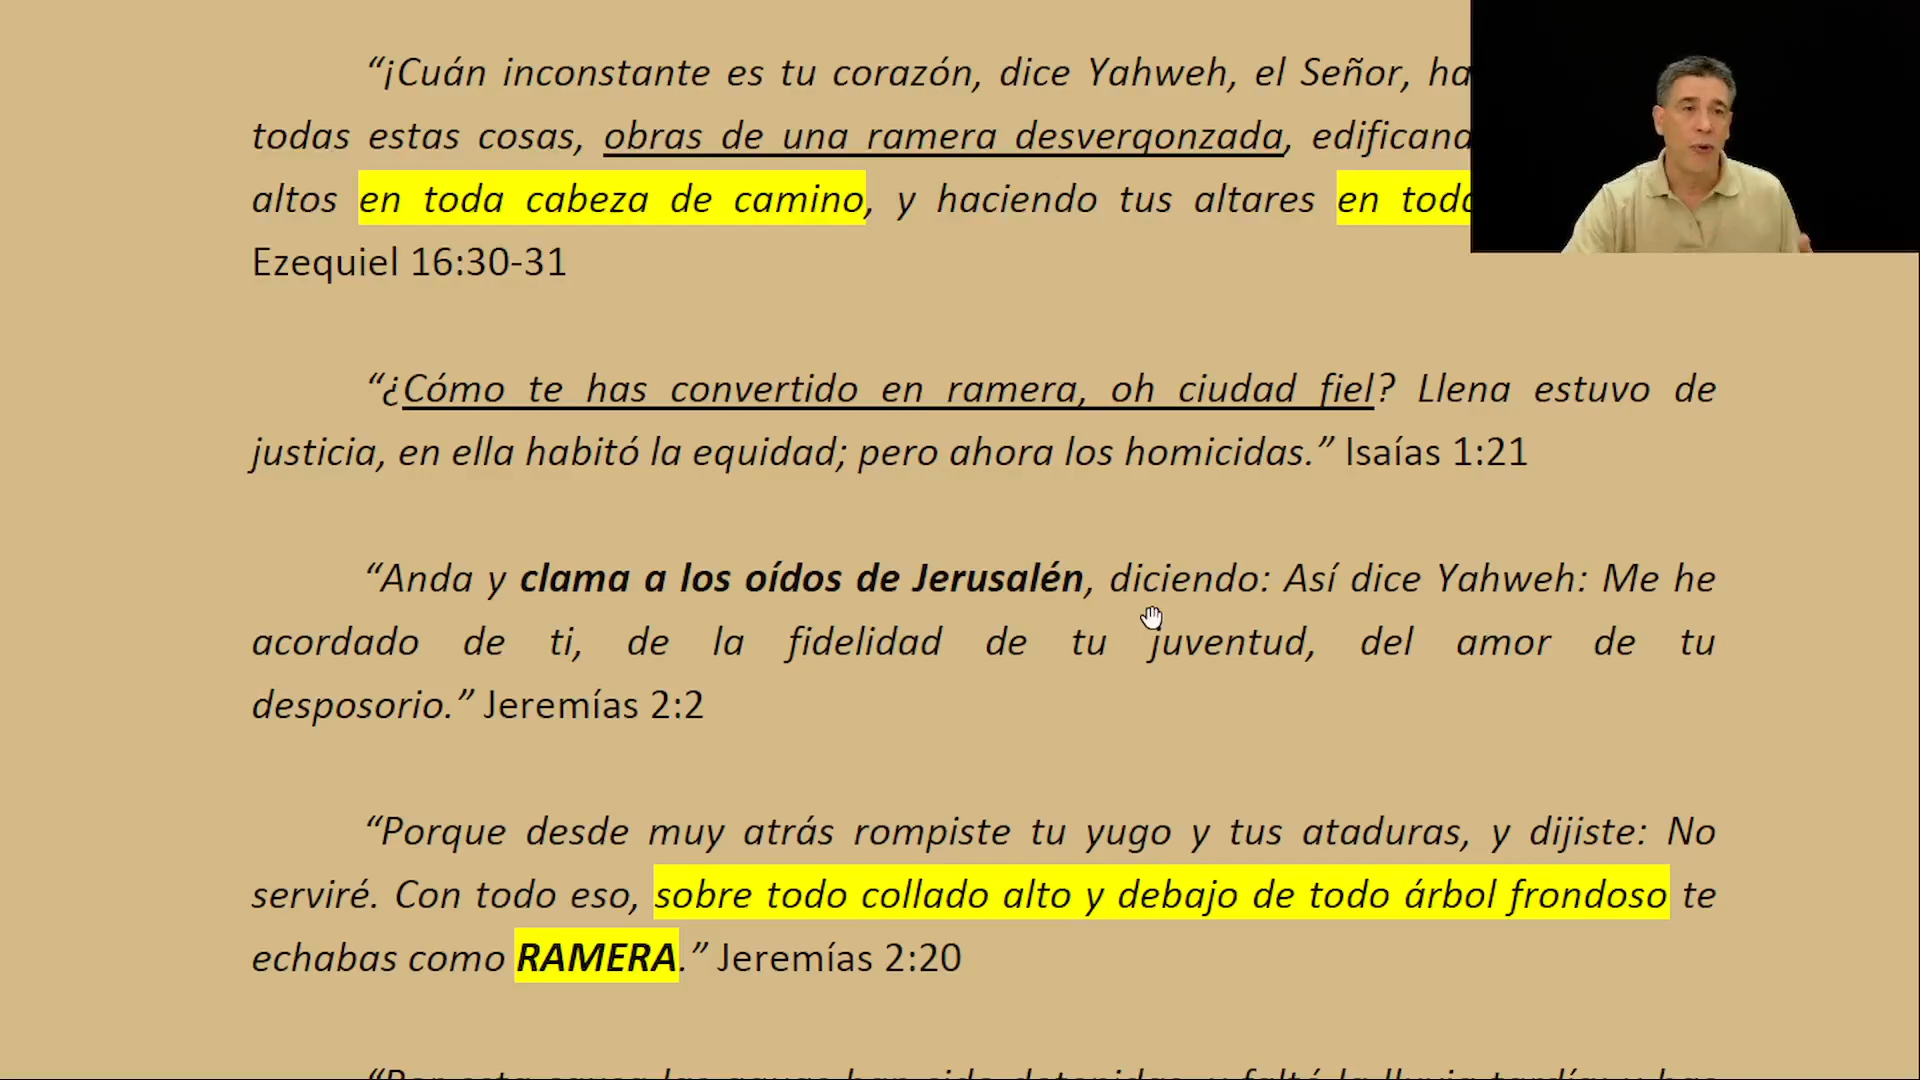 “¡Cuán inconstante es tu corazón, dice Yahweh, el Señor,
todas estas cosas, obras de una ramera desvergonzada,
altos en toda cabeza de camino, y haciendo tus altares en
Ezequiel 16:30-31
“¿Cómo te has convertido en ramera, oh ciudad fiel? Llena estuvo de
justicia, en ella habitó la equidad; pero ahora los homicidas.” Isaías 1:21
“Anda y clama a los oídos de Jerusalén, diciendo: Así dice Yahweh: Me he
acordado de ti, de la fidelidad de tu juventud, del amor de tu
desposorio.” Jeremías 2:2
“Porque desde muy atrás rompiste tu yugo y tus ataduras, y dijiste: No
serviré. Con todo eso, sobre todo collado alto y debajo de todo árbol frondoso te
echabas como RAMERA.” Jeremías 2:20